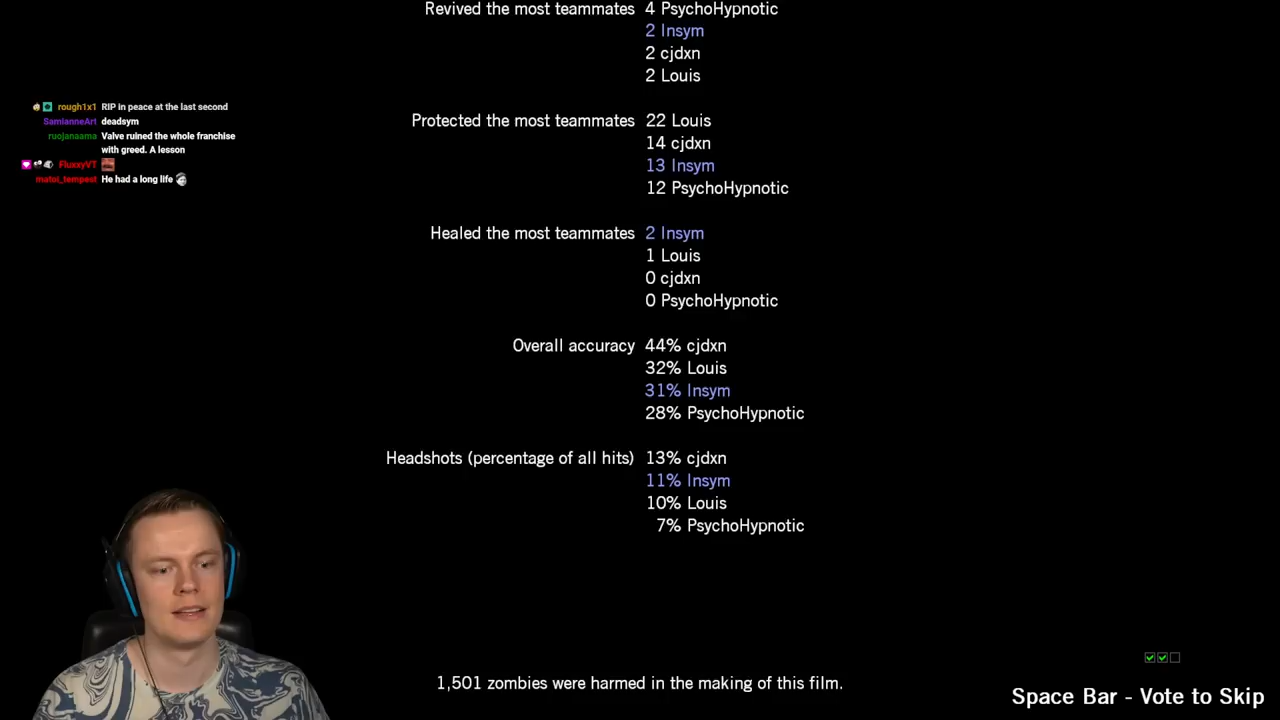 Revived the most teammates 4 PsychoHypnotic
2 Insym
2 cjdxn
2 Louis
rough1x1 RIP in peace at the last second
SamianneArt deadsym
ruojanaama Valve ruined the whole franchise
with greed. A lesson
FluxxyVT
matoi_tempest He had a long life
Protected the most teammates 22 Louis
14 cjdxn
13 Insym
12 PsychoHypnotic
Healed the most teammates 2 Insym
1 Louis
0 cjdxn
0 PsychoHypnotic
Overall accuracy 44% cjdxn
32% Louis
31% Insym
28% PsychoHypnotic
Headshots (percentage of all hits) 13% cjdxn
11% Insym
10% Louis
7% PsychoHypnotic
1,501 zombies were harmed in the making of this film.
Space Bar - Vote to Skip